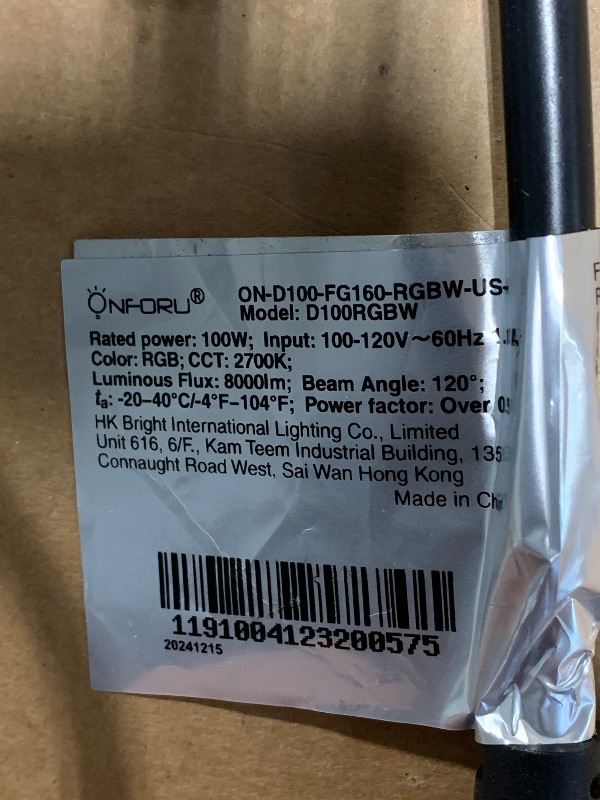 ONFORU®
ON-D100-FG160-RGBW-US-
Model: D100RGBW
Rated power: 100W; Input: 100-120V~60Hz
Color: RGB; CCT: 2700K;
Luminous Flux: 8000lm; Beam Angle: 120°;
ta: -20–40°C/-4°F–104°F; Power factor: Over
HK Bright International Lighting Co., Limited
Unit 616, 6/F., Kam Teem Industrial Building, 135
Connaught Road West, Sai Wan Hong Kong
Made in
1191004123200575
20241215